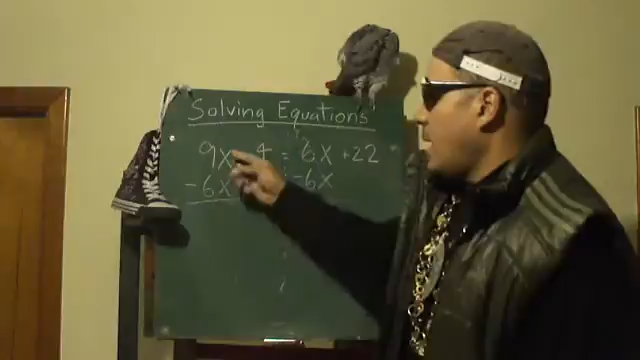 Solving Equations
9x - 4 = 6x +22
-6x -6x